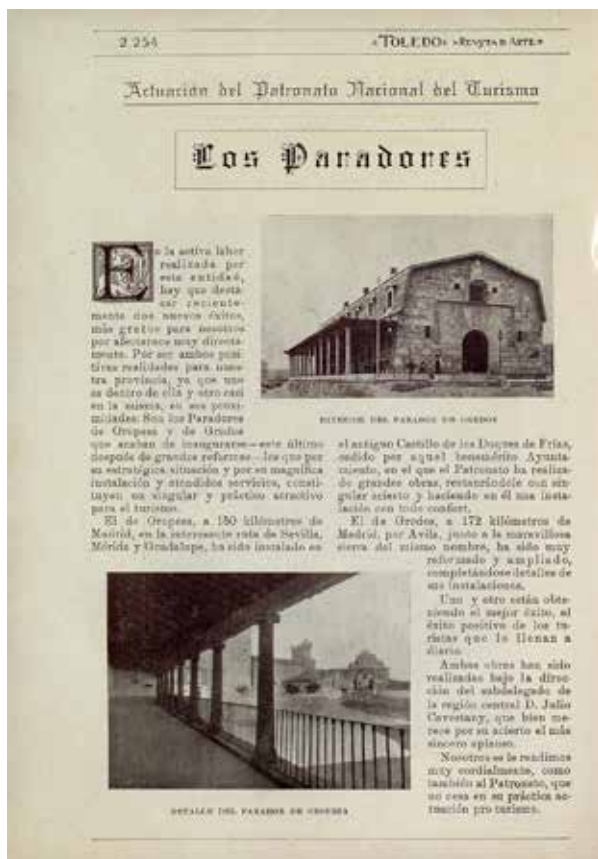 2.254
«TOLEDO» REVISTA DE ARTE
Actuación del Patronato Nacional del Turismo
Los Paradores
En la activa labor
realizada por
esta entidad,
hay que desta-
car reciente-
mente dos nuevos éxitos,
más gratos para nosotros
por afectarnos muy directa-
mente. Por ser ambos posi-
tivas realidades para nues-
tra provincia, ya que uno
es dentro de ella y otro casi
en la misma, en sus proxi-
midades: Son los Paradores
de Oropesa y de Gredos
que acaban de inaugurarse—este último
después de grandes reformas—los que por
su estratégica situación y por su magnífica
instalación y atendidos servicios, consti-
tuyen un singular y práctico atractivo
para el turismo.
El de Oropesa, a 150 kilómetros de
Madrid, en la interesante ruta de Sevilla,
Mérida y Guadalupe, ha sido instalado en
EXTERIOR DEL PARADOR DE GREDOS
el antiguo Castillo de los Duques de Frías,
cedido por aquel benemérito Ayunta-
miento, en el que el Patronato ha realiza-
do grandes obras, restaurándole con sin-
gular acierto y haciendo en él una insta-
lación con todo confort.
El de Gredos, a 172 kilómetros de
Madrid, por Avila, junto a la maravillosa
sierra del mismo nombre, ha sido muy
reformado y ampliado,
completándose detalles de
sus instalaciones.
Uno y otro están obte-
niendo el mejor éxito, el
éxito positivo de los tu-
ristas que lo llenan a
diario.
Ambas obras han sido
realizadas bajo la direc-
ción del subdelegado de
la región central D. Julio
Cavestany, que bien me-
rece por su acierto el más
sincero aplauso.
Nosotros se le rendimos
muy cordialmente, como
también al Patronato, que
no cesa en su práctica ac-
tuación pro turismo.
DETALLE DEL PARADOR DE OROPESA